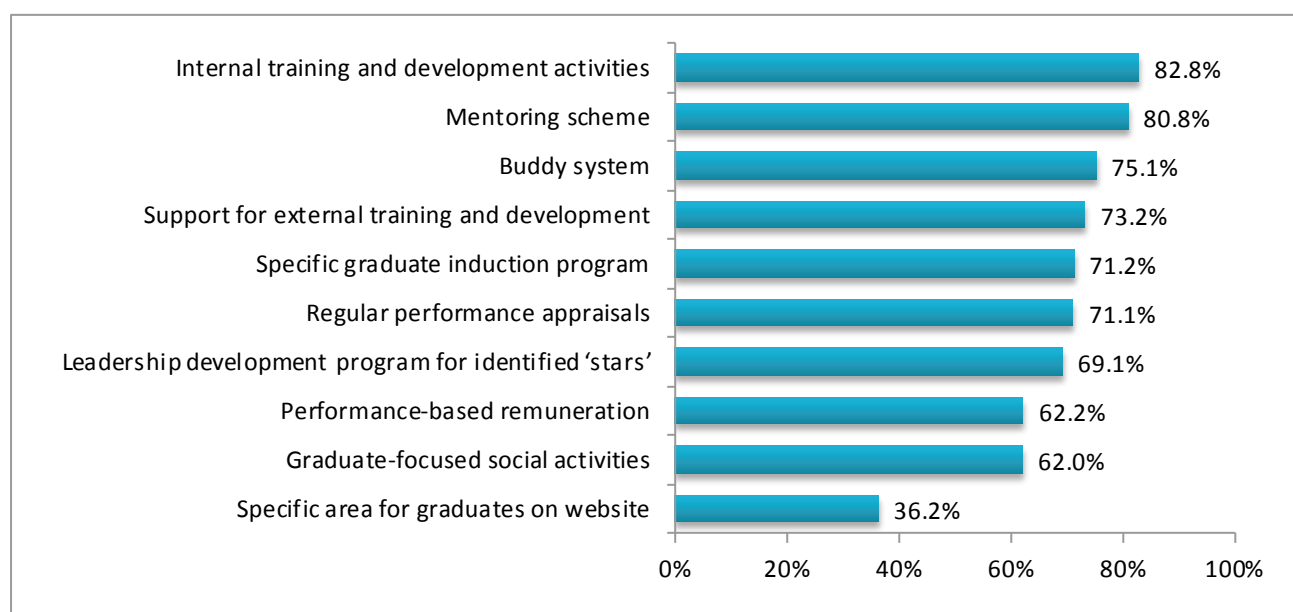 Internal training and development activities 82.8%
Mentoring scheme 80.8%
Buddy system 75.1%
Support for external training and development 73.2%
Specific graduate induction program 71.2%
Regular performance appraisals 71.1%
Leadership development program for identified ‘stars’ 69.1%
Performance-based remuneration 62.2%
Graduate-focused social activities 62.0%
Specific area for graduates on website 36.2%
0% 20% 40% 60% 80% 100%